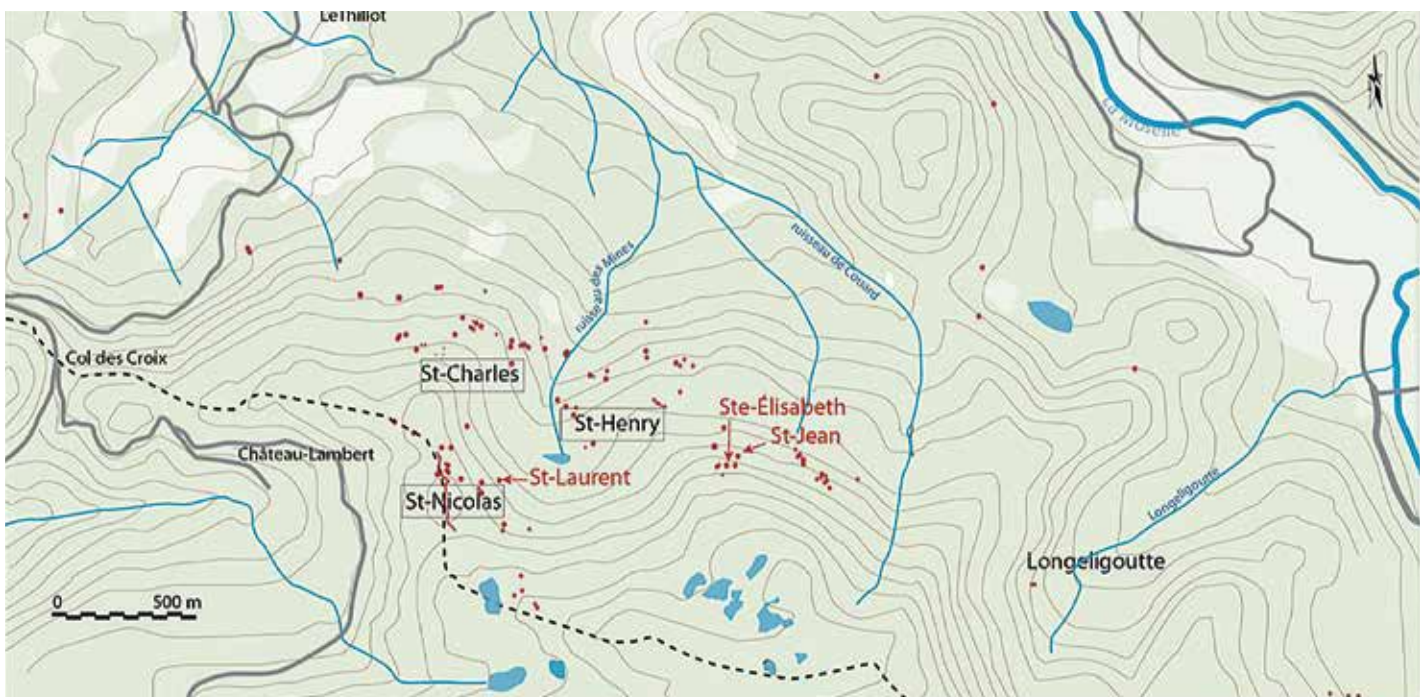 Le Thillot
La Moselle
ruisseau des Mines
ruisseau de Couard
Col des Croix
St-Charles
Ste-Élisabeth
St-Henry
St-Jean
Château-Lambert
St-Laurent
St-Nicolas
Longeligoutte
Longeligoutte
0 500 m